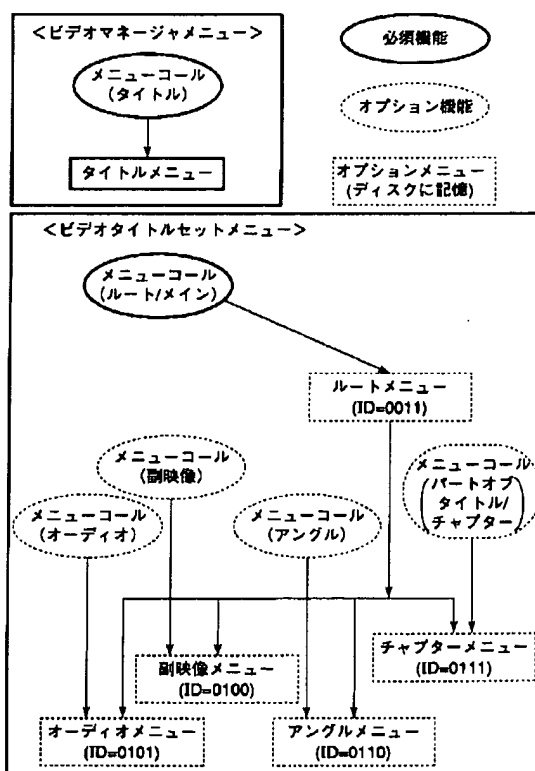 <ビデオマネージャメニュー>
メニューコール
(タイトル)
タイトルメニュー
必須機能
オプション機能
オプションメニュー
(ディスクに記憶)
<ビデオタイトルセットメニュー>
メニューコール
(ルート/メイン)
ルートメニュー
(ID=0011)
メニューコール
(副映像)
メニューコール
(オーディオ)
メニューコール
(アングル)
メニューコール
(パートオブ
タイトル/
チャプター)
副映像メニュー
(ID=0100)
チャプターメニュー
(ID=0111)
オーディオメニュー
(ID=0101)
アングルメニュー
(ID=0110)